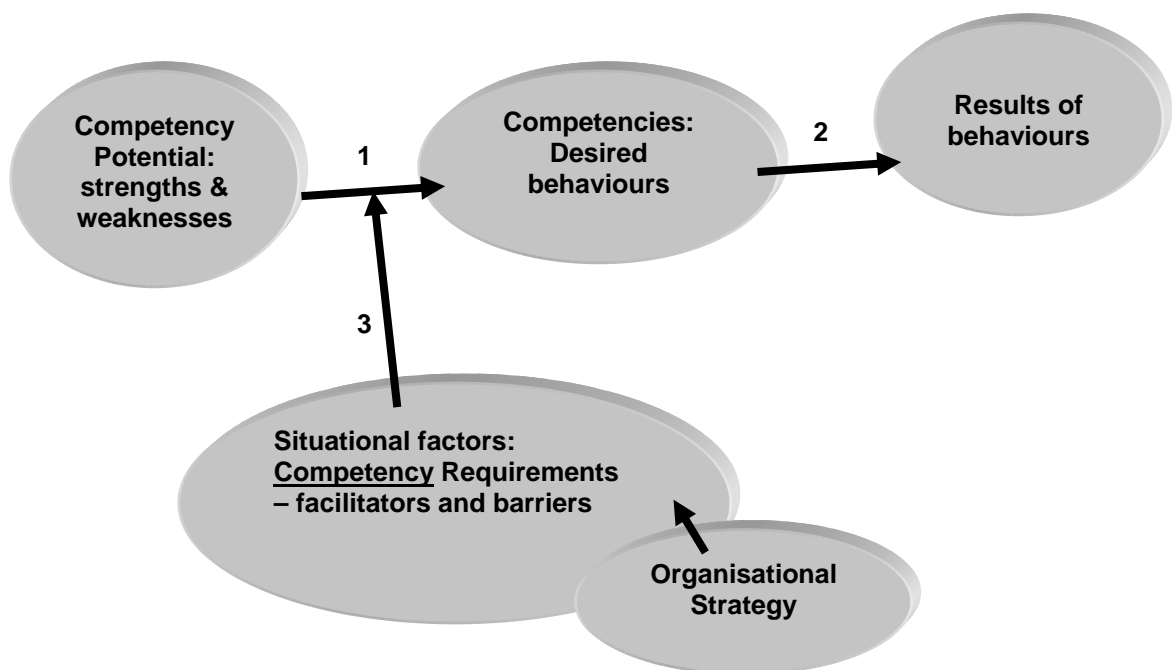 Competency
Potential:
strengths &
weaknesses
1
Competencies:
Desired
behaviours
2
Results of
behaviours
3
Situational factors:
Competency Requirements
– facilitators and barriers
Organisational
Strategy